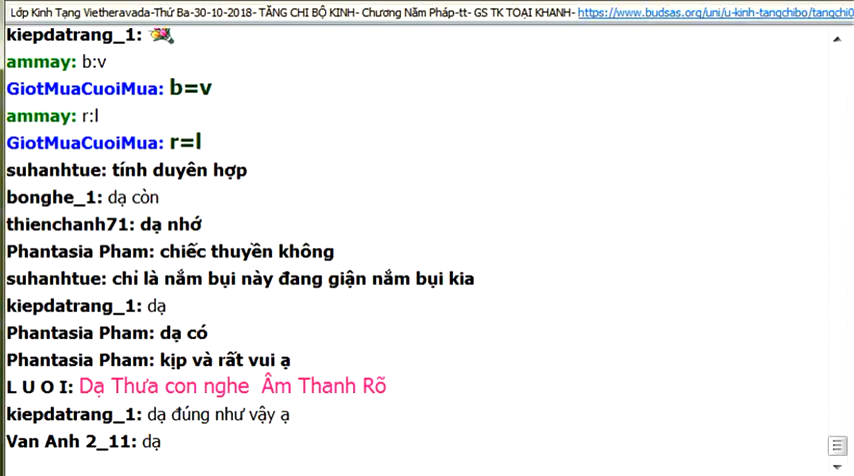 Lớp Kinh Tạng Vietheravada-Thứ Ba-30-10-2018- TĂNG CHI BỘ KINH- Chương Năm Pháp-tt- GS TK TOẠI KHANH- https://www.budsas.org/uni/u-kinh-tangchibo/tangchi0
kiepdatrang_1:
ammay: b:v
GiotMuaCuoiMua: b=v
ammay: r:l
GiotMuaCuoiMua: r=l
suhanhtue: tính duyên hợp
bonghe_1: dạ còn
thienchanh71: dạ nhớ
Phantasia Pham: chiếc thuyền không
suhanhtue: chỉ là nắm bụi này đang giận nắm bụi kia
kiepdatrang_1: dạ
Phantasia Pham: dạ có
Phantasia Pham: kịp và rất vui ạ
L U O I: Dạ Thưa con nghe Âm Thanh Rõ
kiepdatrang_1: dạ đúng như vậy ạ
Van Anh 2_11: dạ